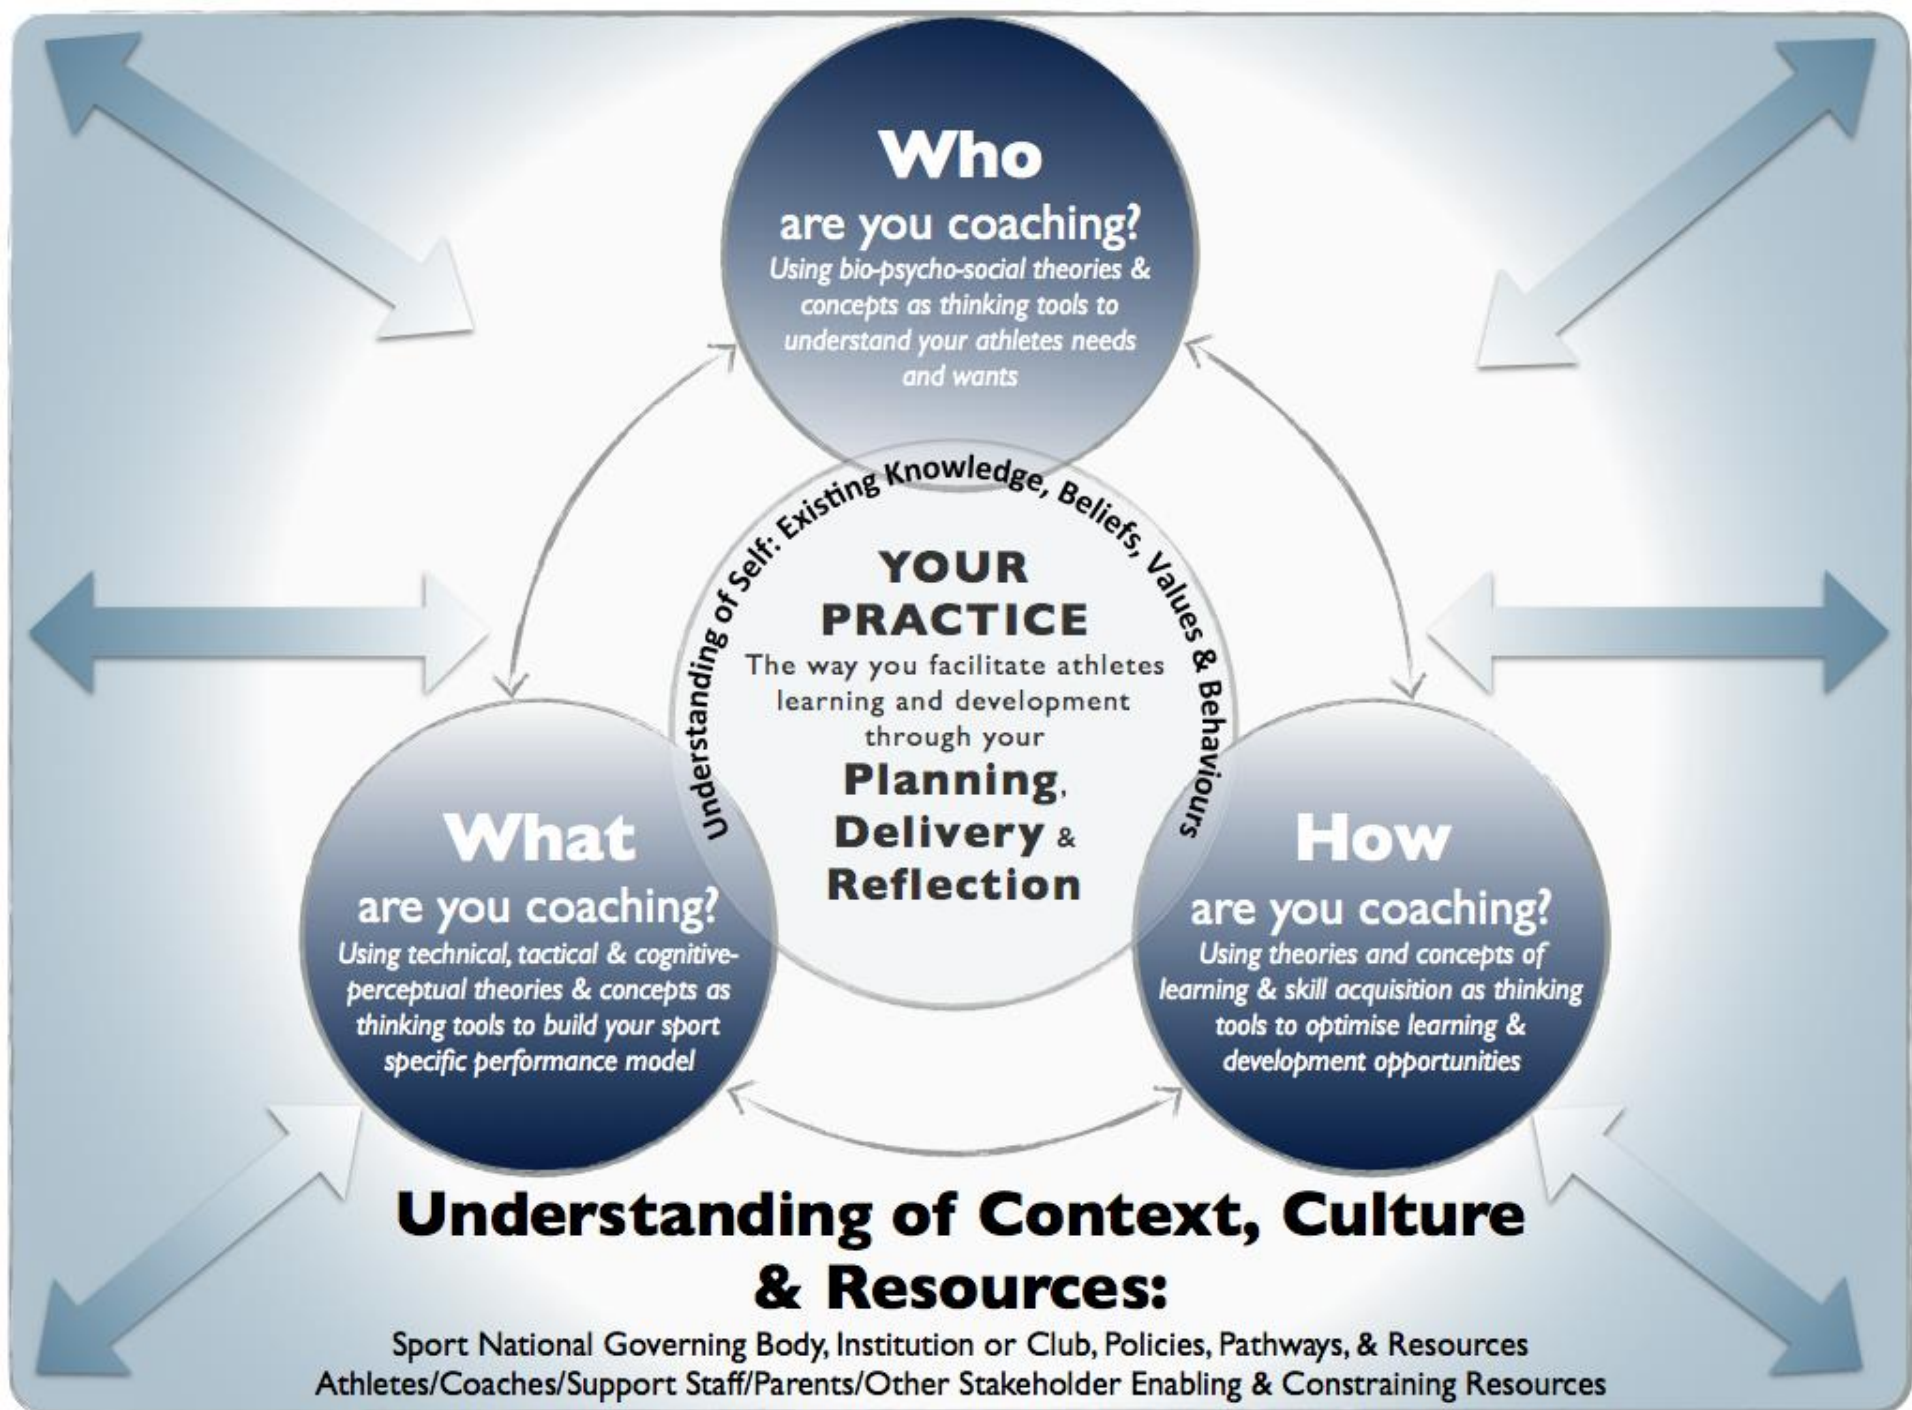 Who
are you coaching?
Using bio-psycho-social theories &
concepts as thinking tools to
understand your athletes needs
and wants
Understanding of Self: Existing Knowledge, Beliefs, Values & Behaviours
YOUR
PRACTICE
The way you facilitate athletes
learning and development
through your
Planning,
Delivery &
Reflection
What
are you coaching?
Using technical, tactical & cognitive-
perceptual theories & concepts as
thinking tools to build your sport
specific performance model
How
are you coaching?
Using theories and concepts of
learning & skill acquisition as thinking
tools to optimise learning &
development opportunities
Understanding of Context, Culture
& Resources:
Sport National Governing Body, Institution or Club, Policies, Pathways, & Resources
Athletes/Coaches/Support Staff/Parents/Other Stakeholder Enabling & Constraining Resources